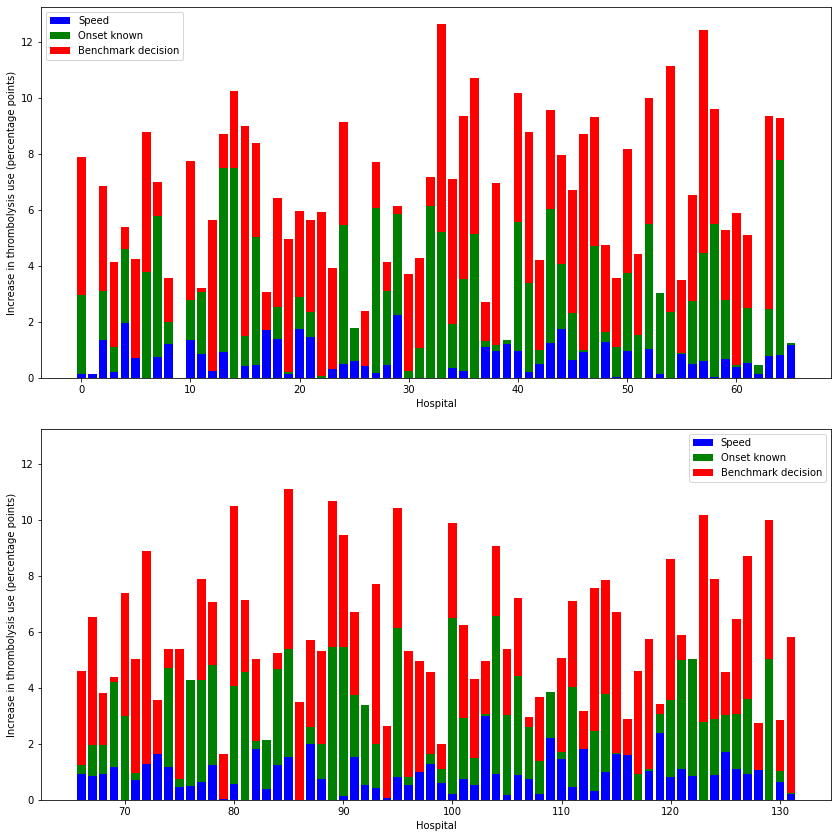 Speed
Onset known
Benchmark decision
Increase in thrombolysis use (percentage points)
12
10
8
6
4
2
0
0 10 20 30 40 50 60
Hospital
Speed
Onset known
Benchmark decision
Increase in thrombolysis use (percentage points)
12
10
8
6
4
2
0
70 80 90 100 110 120 130
Hospital